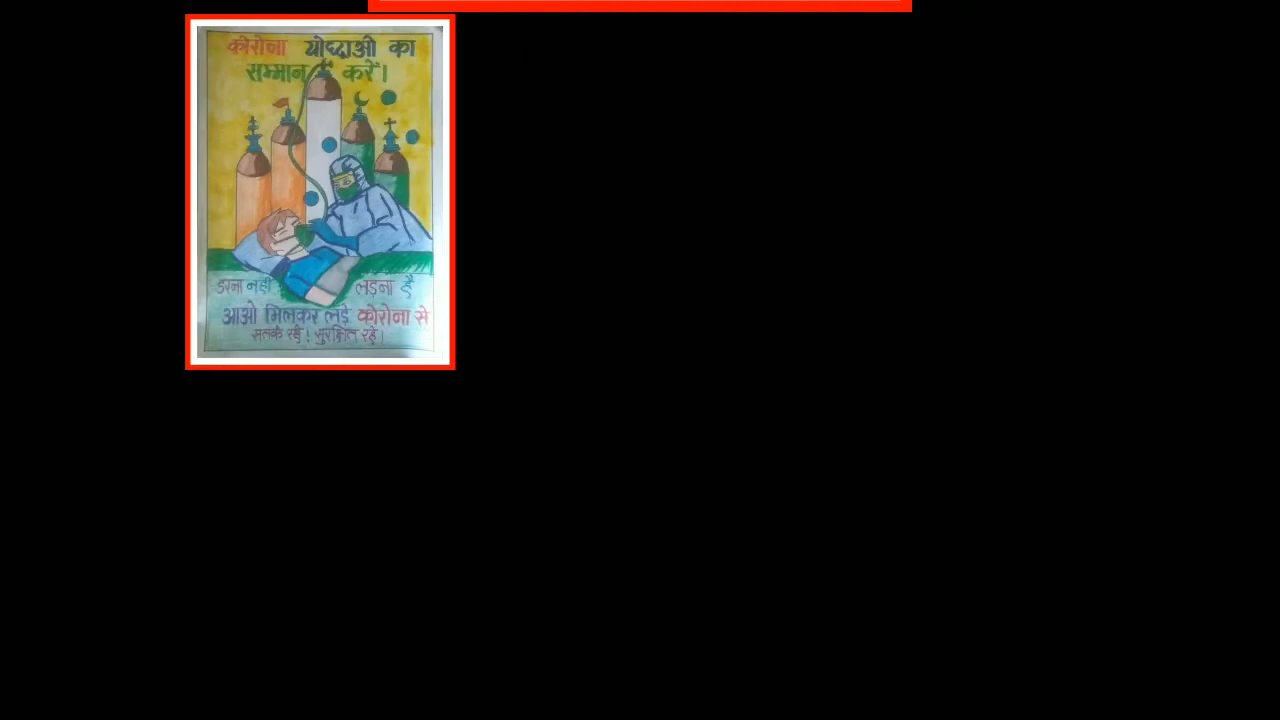 कोरोना योध्दाओ का
सम्मान करें।
डरना नही लड़ना है
आओ मिलकर लड़े कोरोना से
सतर्क रहे! सुरक्षित रहे।